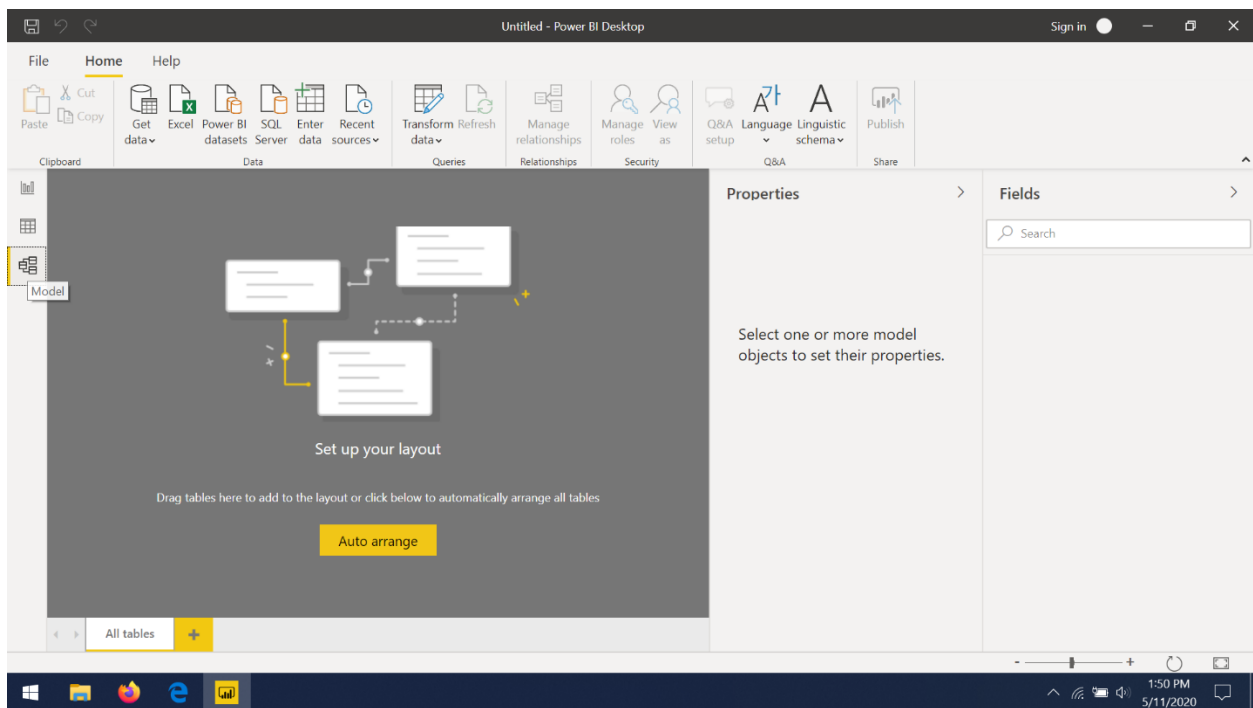 Untitled - Power BI Desktop
Sign in
File Home Help
Paste
Cut
Copy
Clipboard
Get data
Excel
Power BI datasets
SQL Server
Enter data
Recent sources
Data
Transform data
Refresh
Queries
Manage relationships
Relationships
Manage roles
View as
Security
Q&A setup
Language
Linguistic schema
Q&A
Publish
Share
Model
Set up your layout
Drag tables here to add to the layout or click below to automatically arrange all tables
Auto arrange
All tables
+
Properties
Select one or more model
objects to set their properties.
Fields
Search
- +
1:50 PM
5/11/2020